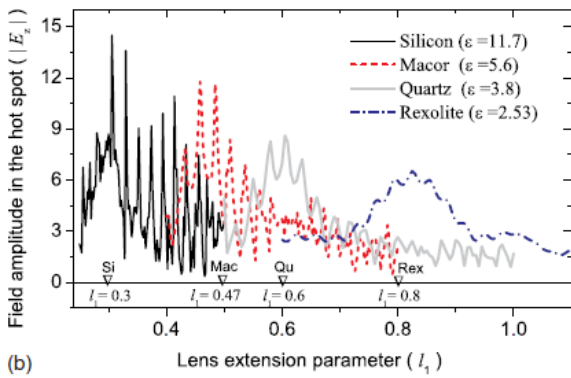 15
12
9
6
3
0
Field amplitude in the hot spot ( |E_z| )
Silicon (ε =11.7)
Macor (ε =5.6)
Quartz (ε =3.8)
Rexolite (ε =2.53)
Si Mac Qu Rex
l₁= 0.3 l₁= 0.47 l₁= 0.6 l₁= 0.8
0.4 0.6 0.8 1.0
(b) Lens extension parameter ( l₁ )